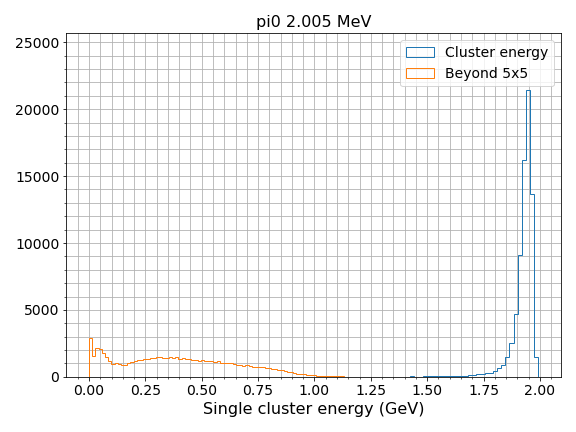 pi0 2.005 MeV
25000
20000
15000
10000
5000
0
Cluster energy
Beyond 5x5
0.00 0.25 0.50 0.75 1.00 1.25 1.50 1.75 2.00
Single cluster energy (GeV)